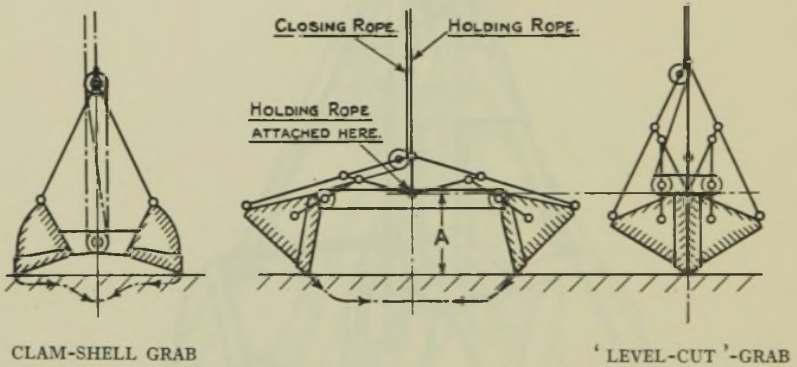 CLOSING ROPE.
HOLDING ROPE.
HOLDING ROPE
ATTACHED HERE.
A
CLAM-SHELL GRAB
‘ LEVEL-CUT ’-GRAB